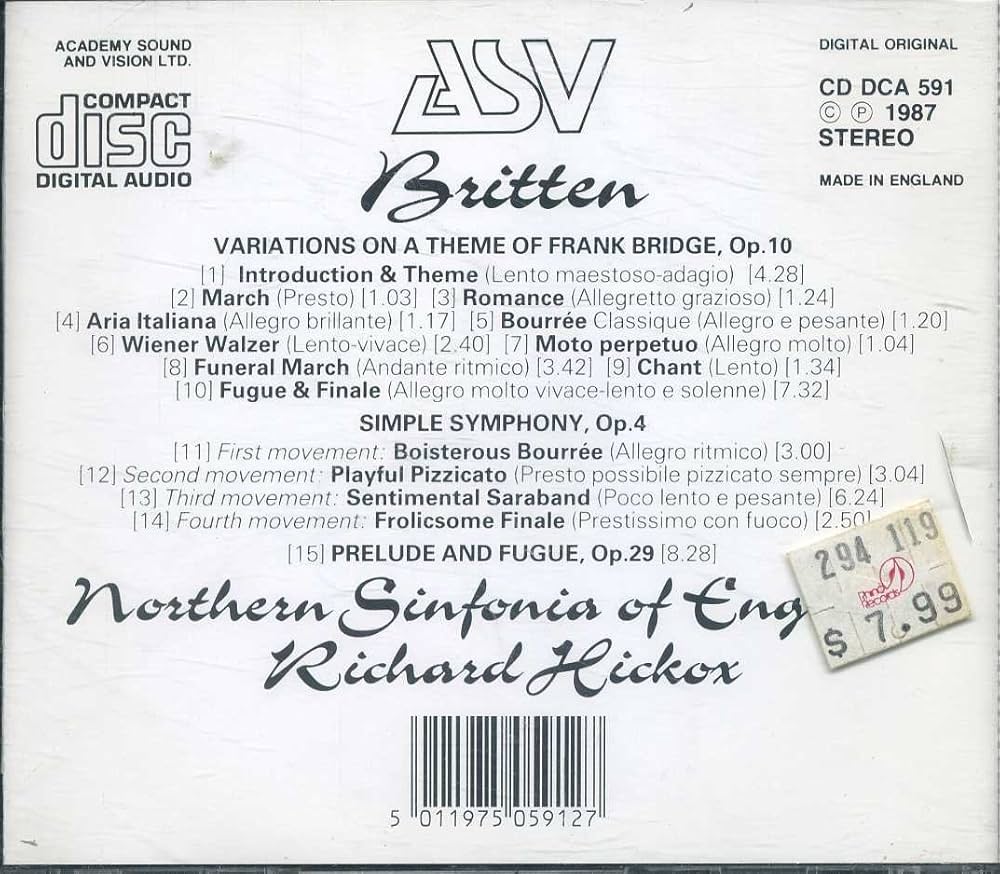 ACADEMY SOUND
AND VISION LTD.
COMPACT
disc
DIGITAL AUDIO
ASV
DIGITAL ORIGINAL
CD DCA 591
© ℗ 1987
STEREO
MADE IN ENGLAND
Britten
VARIATIONS ON A THEME OF FRANK BRIDGE, Op.10
[1] Introduction & Theme (Lento maestoso-adagio) [4.28]
[2] March (Presto) [1.03] [3] Romance (Allegretto grazioso) [1.24]
[4] Aria Italiana (Allegro brillante) [1.17] [5] Bourrée Classique (Allegro e pesante) [1.20]
[6] Wiener Walzer (Lento-vivace) [2.40] [7] Moto perpetuo (Allegro molto) [1.04]
[8] Funeral March (Andante ritmico) [3.42] [9] Chant (Lento) [1.34]
[10] Fugue & Finale (Allegro molto vivace-lento e solenne) [7.32]
SIMPLE SYMPHONY, Op.4
[11] First movement: Boisterous Bourrée (Allegro ritmico) [3.00]
[12] Second movement: Playful Pizzicato (Presto possibile pizzicato sempre) [3.04]
[13] Third movement: Sentimental Saraband (Poco lento e pesante) [6.24]
[14] Fourth movement: Frolicsome Finale (Prestissimo con fuoco) [2.50]
[15] PRELUDE AND FUGUE, Op.29 [8.28]
Northern Sinfonia of Eng
Richard Hickox
294 119
Rhino
Records
$ 7.99
5 011975 059127